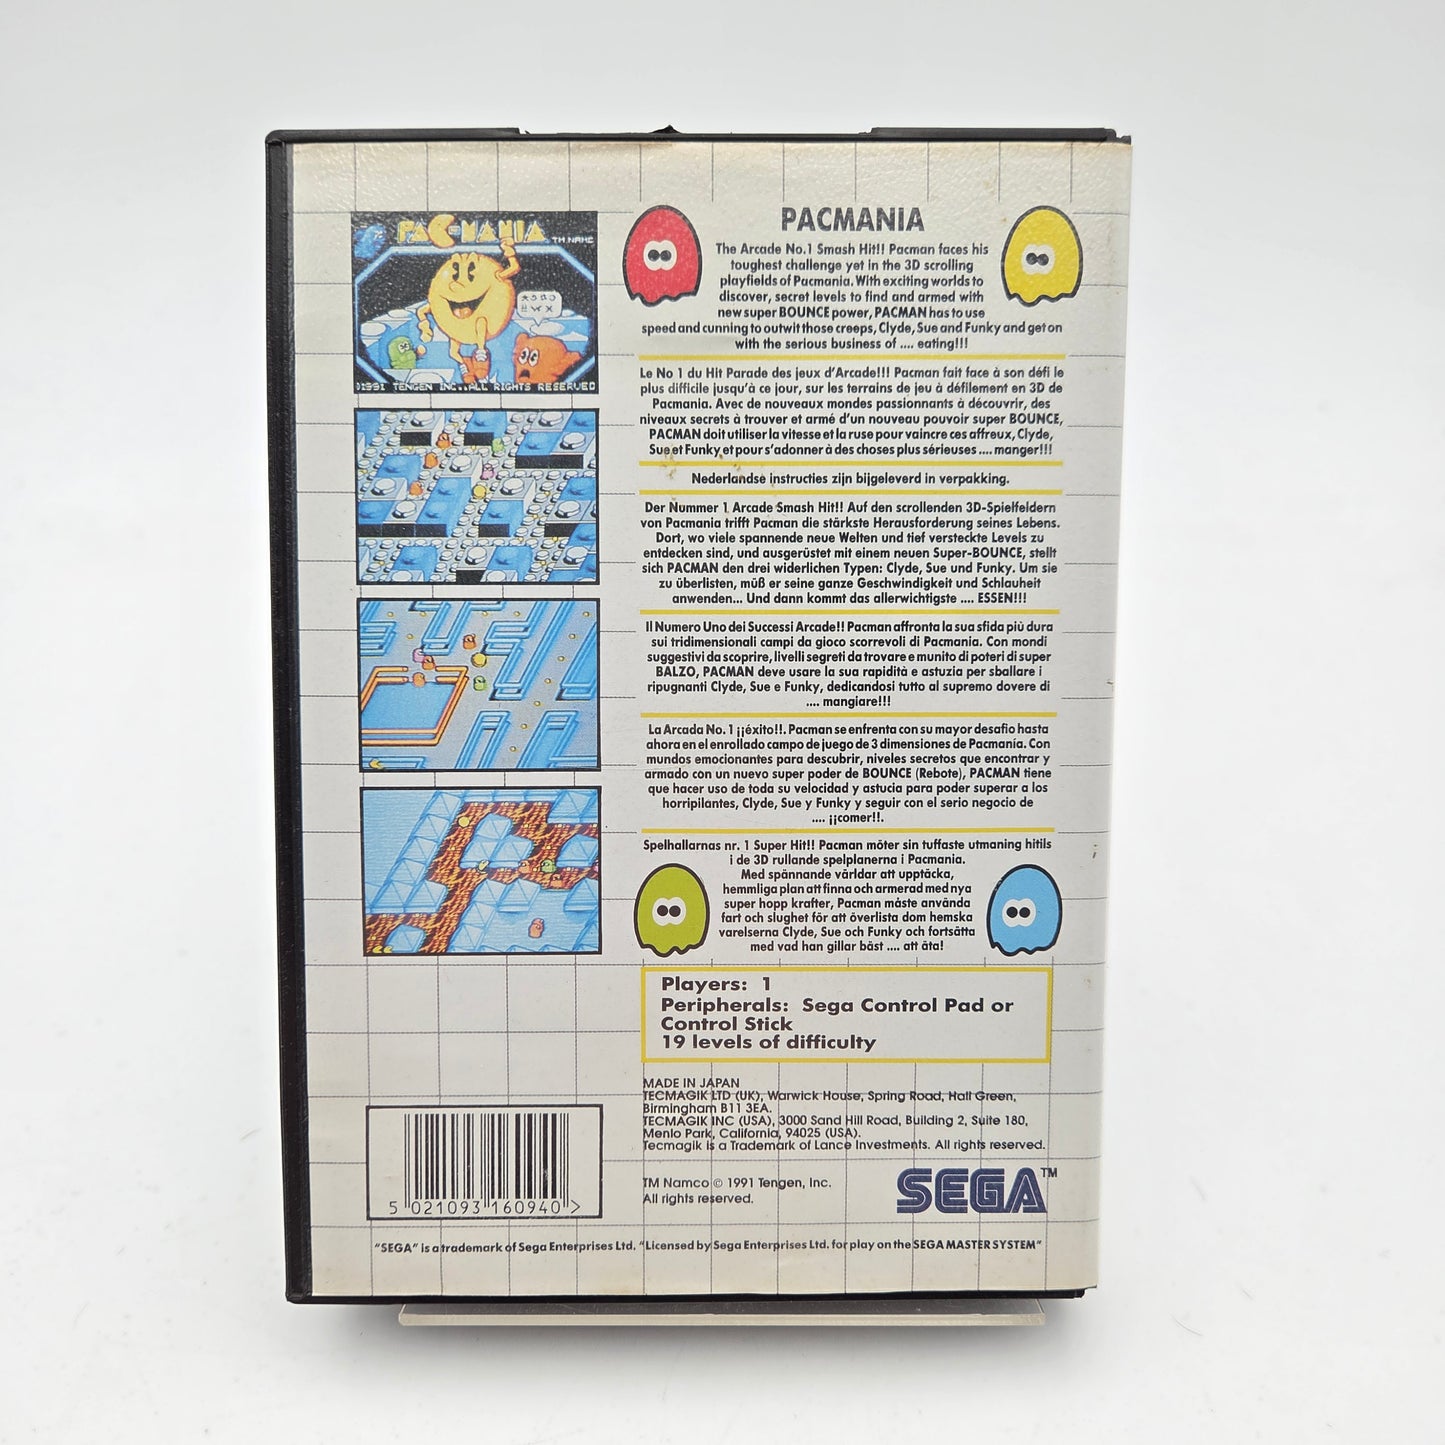 PAC-MANIA
TM.NAMC
©1991 TENGEN INC..ALL RIGHTS RESERVED
PACMANIA
The Arcade No.1 Smash Hit!! Pacman faces his
toughest challenge yet in the 3D scrolling
playfields of Pacmania. With exciting worlds to
discover, secret levels to find and armed with
new super BOUNCE power, PACMAN has to use
speed and cunning to outwit those creeps, Clyde, Sue and Funky and get on
with the serious business of .... eating!!!
Le No 1 du Hit Parade des jeux d'Arcade!!! Pacman fait face à son défi le
plus difficile jusqu'à ce jour, sur les terrains de jeu à défilement en 3D de
Pacmania. Avec de nouveaux mondes passionnants à découvrir, des
niveaux secrets à trouver et armé d'un nouveau pouvoir super BOUNCE,
PACMAN doit utiliser la vitesse et la ruse pour vaincre ces affreux, Clyde,
Sue et Funky et pour s'adonner à des choses plus sérieuses .... manger!!!
Nederlandse instructies zijn bijgeleverd in verpakking.
Der Nummer 1 Arcade Smash Hit!! Auf den scrollenden 3D-Spielfeldern
von Pacmania trifft Pacman die stärkste Herausforderung seines Lebens.
Dort, wo viele spannende neue Welten und tief versteckte Levels zu
entdecken sind, und ausgerüstet mit einem neuen Super-BOUNCE, stellt
sich PACMAN den drei widerlichen Typen: Clyde, Sue und Funky. Um sie
zu überlisten, müß er seine ganze Geschwindigkeit und Schlauheit
anwenden... Und dann kommt das allerwichtigste .... ESSEN!!!
Il Numero Uno dei Successi Arcade!! Pacman affronta la sua sfida più dura
sui tridimensionali campi da gioco scorrevoli di Pacmania. Con mondi
suggestivi da scoprire, livelli segreti da trovare e munito di poteri di super
BALZO, PACMAN deve usare la sua rapidità e astuzia per sballare i
ripugnanti Clyde, Sue e Funky, dedicandosi tutto al supremo dovere di
.... mangiare!!!
La Arcada No. 1 ¡¡éxito!!. Pacman se enfrenta con su mayor desafio hasta
ahora en el enrollado campo de juego de 3 dimensiones de Pacmanía. Con
mundos emocionantes para descubrir, niveles secretos que encontrar y
armado con un nuevo super poder de BOUNCE (Rebote), PACMAN tiene
que hacer uso de toda su velocidad y astucia para poder superar a los
horripilantes, Clyde, Sue y Funky y seguir con el serio negocio de
.... ¡¡comer!!.
Spelhallarnas nr. 1 Super Hit!! Pacman möter sin tuffaste utmaning hitils
i de 3D rullande spelplanerna i Pacmania.
Med spännande världar att upptäcka,
hemmliga plan att finna och armerad med nya
super hopp krafter, Pacman måste använda
fart och slughet för att överlista dom hemska
varelserna Clyde, Sue och Funky och fortsätta
med vad han gillar bäst .... att äta!
Players: 1
Peripherals: Sega Control Pad or
Control Stick
19 levels of difficulty
MADE IN JAPAN
TECMAGIK LTD (UK), Warwick House, Spring Road, Hall Green,
Birmingham B11 3EA.
TECMAGIK INC (USA), 3000 Sand Hill Road, Building 2, Suite 180,
Menlo Park, California, 94025 (USA).
Tecmagik is a Trademark of Lance Investments. All rights reserved.
TM Namco © 1991 Tengen, Inc.
All rights reserved.
SEGA™
5 021093 160940 >
"SEGA" is a trademark of Sega Enterprises Ltd. "Licensed by Sega Enterprises Ltd. for play on the SEGA MASTER SYSTEM"